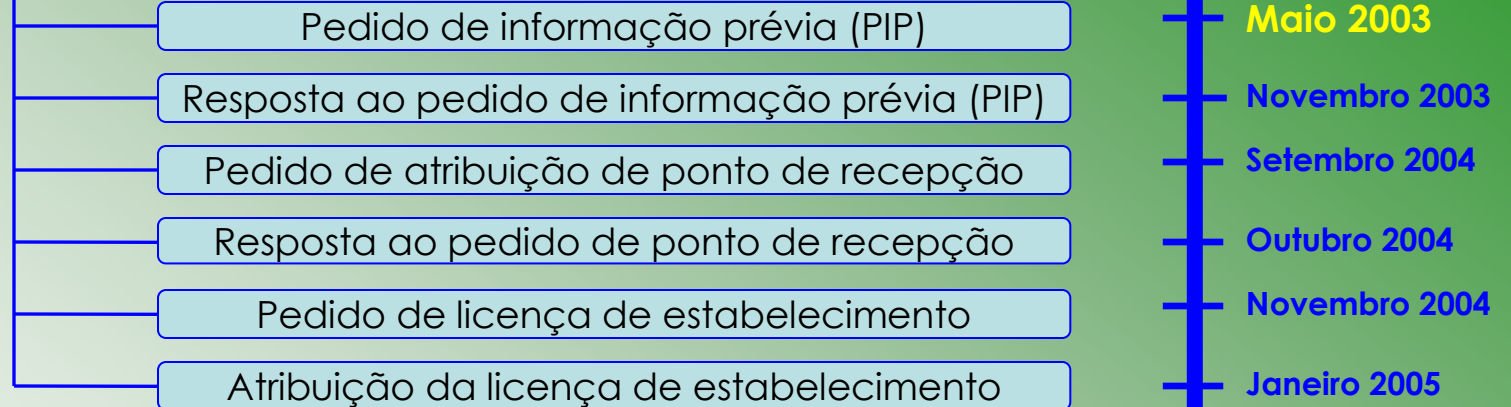 Pedido de informação prévia (PIP)
Maio 2003
Resposta ao pedido de informação prévia (PIP)
Novembro 2003
Pedido de atribuição de ponto de recepção
Setembro 2004
Resposta ao pedido de ponto de recepção
Outubro 2004
Pedido de licença de estabelecimento
Novembro 2004
Atribuição da licença de estabelecimento
Janeiro 2005